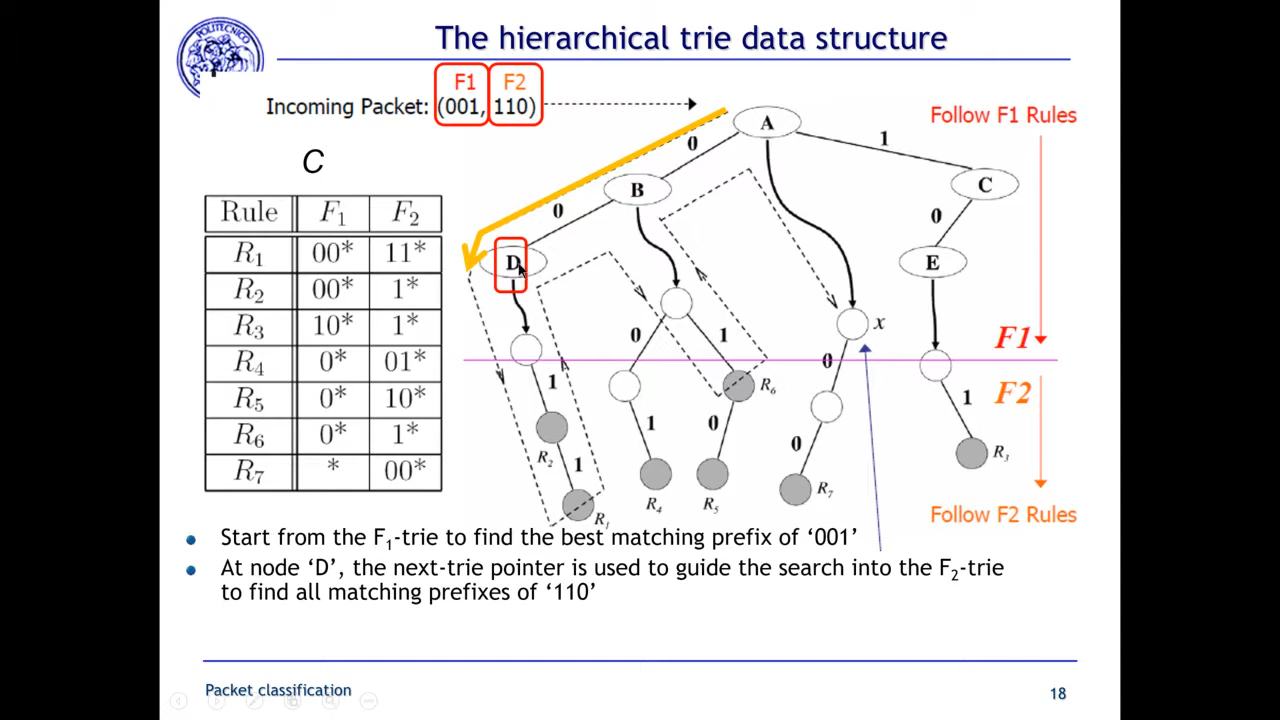 POLITECNICO
The hierarchical trie data structure
F1 F2
Incoming Packet: (001, 110)
Follow F1 Rules
C
Rule F1 F2
R1 00* 11*
R2 00* 1*
R3 10* 1*
R4 0* 01*
R5 0* 10*
R6 0* 1*
R7 * 00*
A
0
1
B
C
0
0
D
E
x
0
1
0
F1
1
R6
1
F2
1
0
0
R2
1
R3
R4
R5
R7
R1
Follow F2 Rules
Start from the F1-trie to find the best matching prefix of ‘001’
At node ‘D’, the next-trie pointer is used to guide the search into the F2-trie
to find all matching prefixes of ‘110’
Packet classification
18